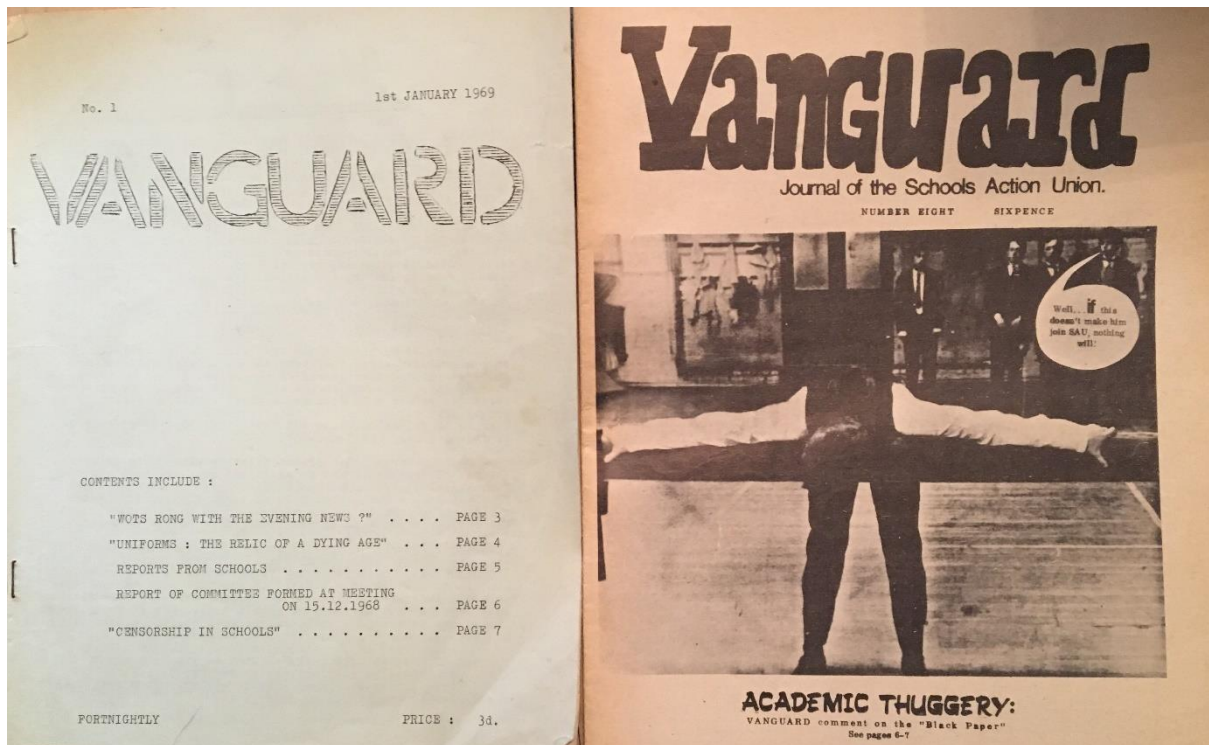 No. 1
1st JANUARY 1969
VANGUARD
CONTENTS INCLUDE :
"WOTS RONG WITH THE EVENING NEWS ?" . . . . PAGE 3
"UNIFORMS : THE RELIC OF A DYING AGE" . . . PAGE 4
REPORTS FROM SCHOOLS . . . . . . . . . . . PAGE 5
REPORT OF COMMITTEE FORMED AT MEETING
ON 15.12.1968 . . . PAGE 6
"CENSORSHIP IN SCHOOLS" . . . . . . . . . . PAGE 7
FORTNIGHTLY
PRICE : 3d.
Vanguard
Journal of the Schools Action Union.
NUMBER EIGHT SIXPENCE
Well...if this
doesn't make him
join SAU, nothing
will!
ACADEMIC THUGGERY:
VANGUARD comment on the "Black Paper"
See pages 6-7